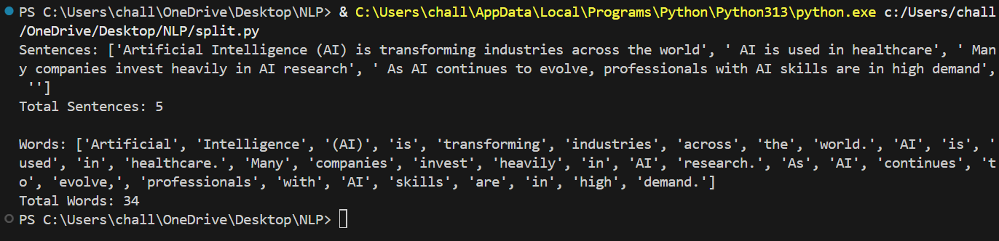 PS C:\Users\chall\OneDrive\Desktop\NLP> & C:\Users\chall\AppData\Local\Programs\Python\Python313\python.exe c:/Users/chall
/OneDrive/Desktop/NLP/split.py
Sentences: ['Artificial Intelligence (AI) is transforming industries across the world', ' AI is used in healthcare', ' Man
y companies invest heavily in AI research', ' As AI continues to evolve, professionals with AI skills are in high demand',
 '']
Total Sentences: 5

Words: ['Artificial', 'Intelligence', '(AI)', 'is', 'transforming', 'industries', 'across', 'the', 'world.', 'AI', 'is', '
used', 'in', 'healthcare.', 'Many', 'companies', 'invest', 'heavily', 'in', 'AI', 'research.', 'As', 'AI', 'continues', 't
o', 'evolve,', 'professionals', 'with', 'AI', 'skills', 'are', 'in', 'high', 'demand.']
Total Words: 34
PS C:\Users\chall\OneDrive\Desktop\NLP>